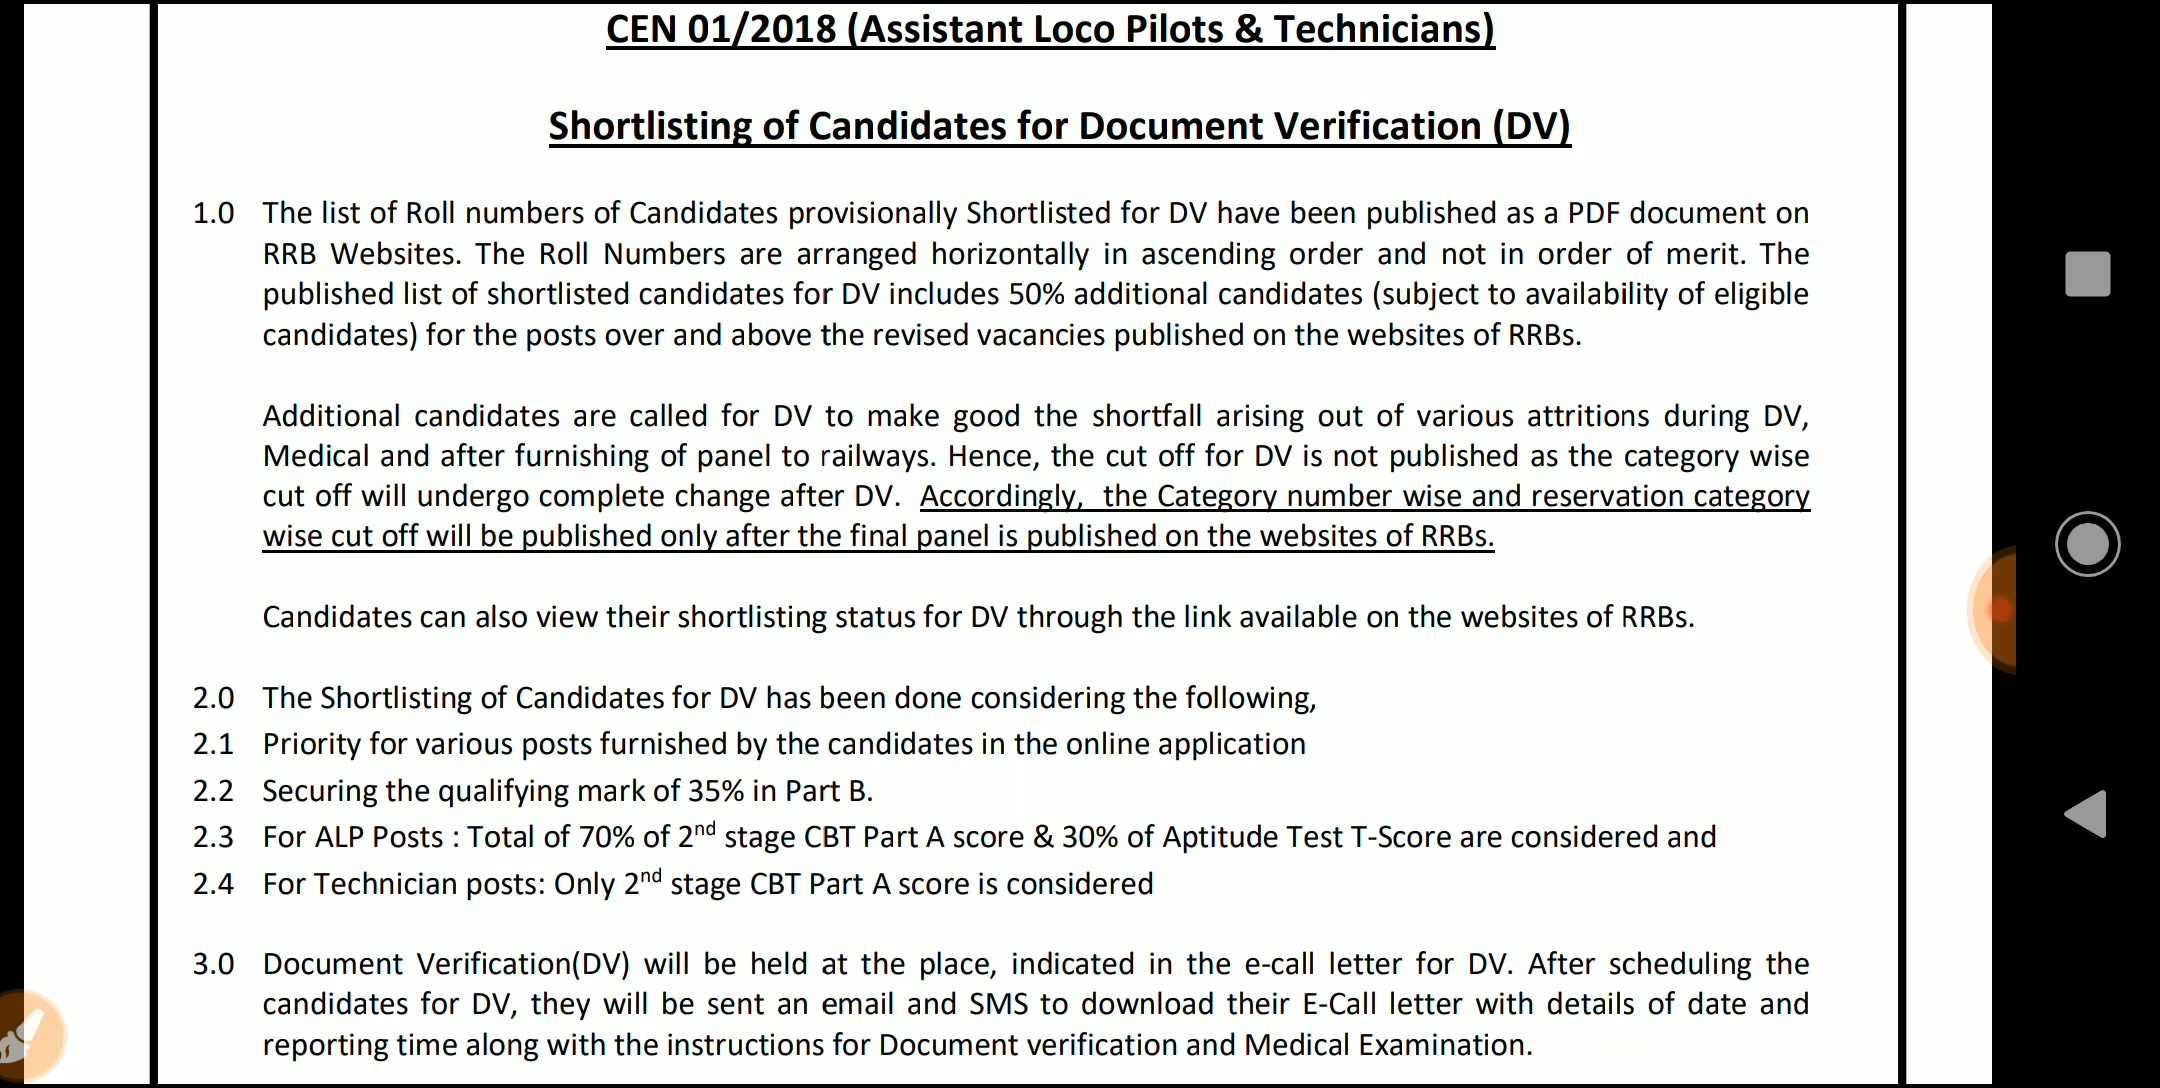 CEN 01/2018 (Assistant Loco Pilots & Technicians)
Shortlisting of Candidates for Document Verification (DV)
1.0 The list of Roll numbers of Candidates provisionally Shortlisted for DV have been published as a PDF document on
RRB Websites. The Roll Numbers are arranged horizontally in ascending order and not in order of merit. The
published list of shortlisted candidates for DV includes 50% additional candidates (subject to availability of eligible
candidates) for the posts over and above the revised vacancies published on the websites of RRBs.
Additional candidates are called for DV to make good the shortfall arising out of various attritions during DV,
Medical and after furnishing of panel to railways. Hence, the cut off for DV is not published as the category wise
cut off will undergo complete change after DV. Accordingly, the Category number wise and reservation category
wise cut off will be published only after the final panel is published on the websites of RRBs.
Candidates can also view their shortlisting status for DV through the link available on the websites of RRBs.
2.0 The Shortlisting of Candidates for DV has been done considering the following,
2.1 Priority for various posts furnished by the candidates in the online application
2.2 Securing the qualifying mark of 35% in Part B.
2.3 For ALP Posts : Total of 70% of 2nd stage CBT Part A score & 30% of Aptitude Test T-Score are considered and
2.4 For Technician posts: Only 2nd stage CBT Part A score is considered
3.0 Document Verification(DV) will be held at the place, indicated in the e-call letter for DV. After scheduling the
candidates for DV, they will be sent an email and SMS to download their E-Call letter with details of date and
reporting time along with the instructions for Document verification and Medical Examination.